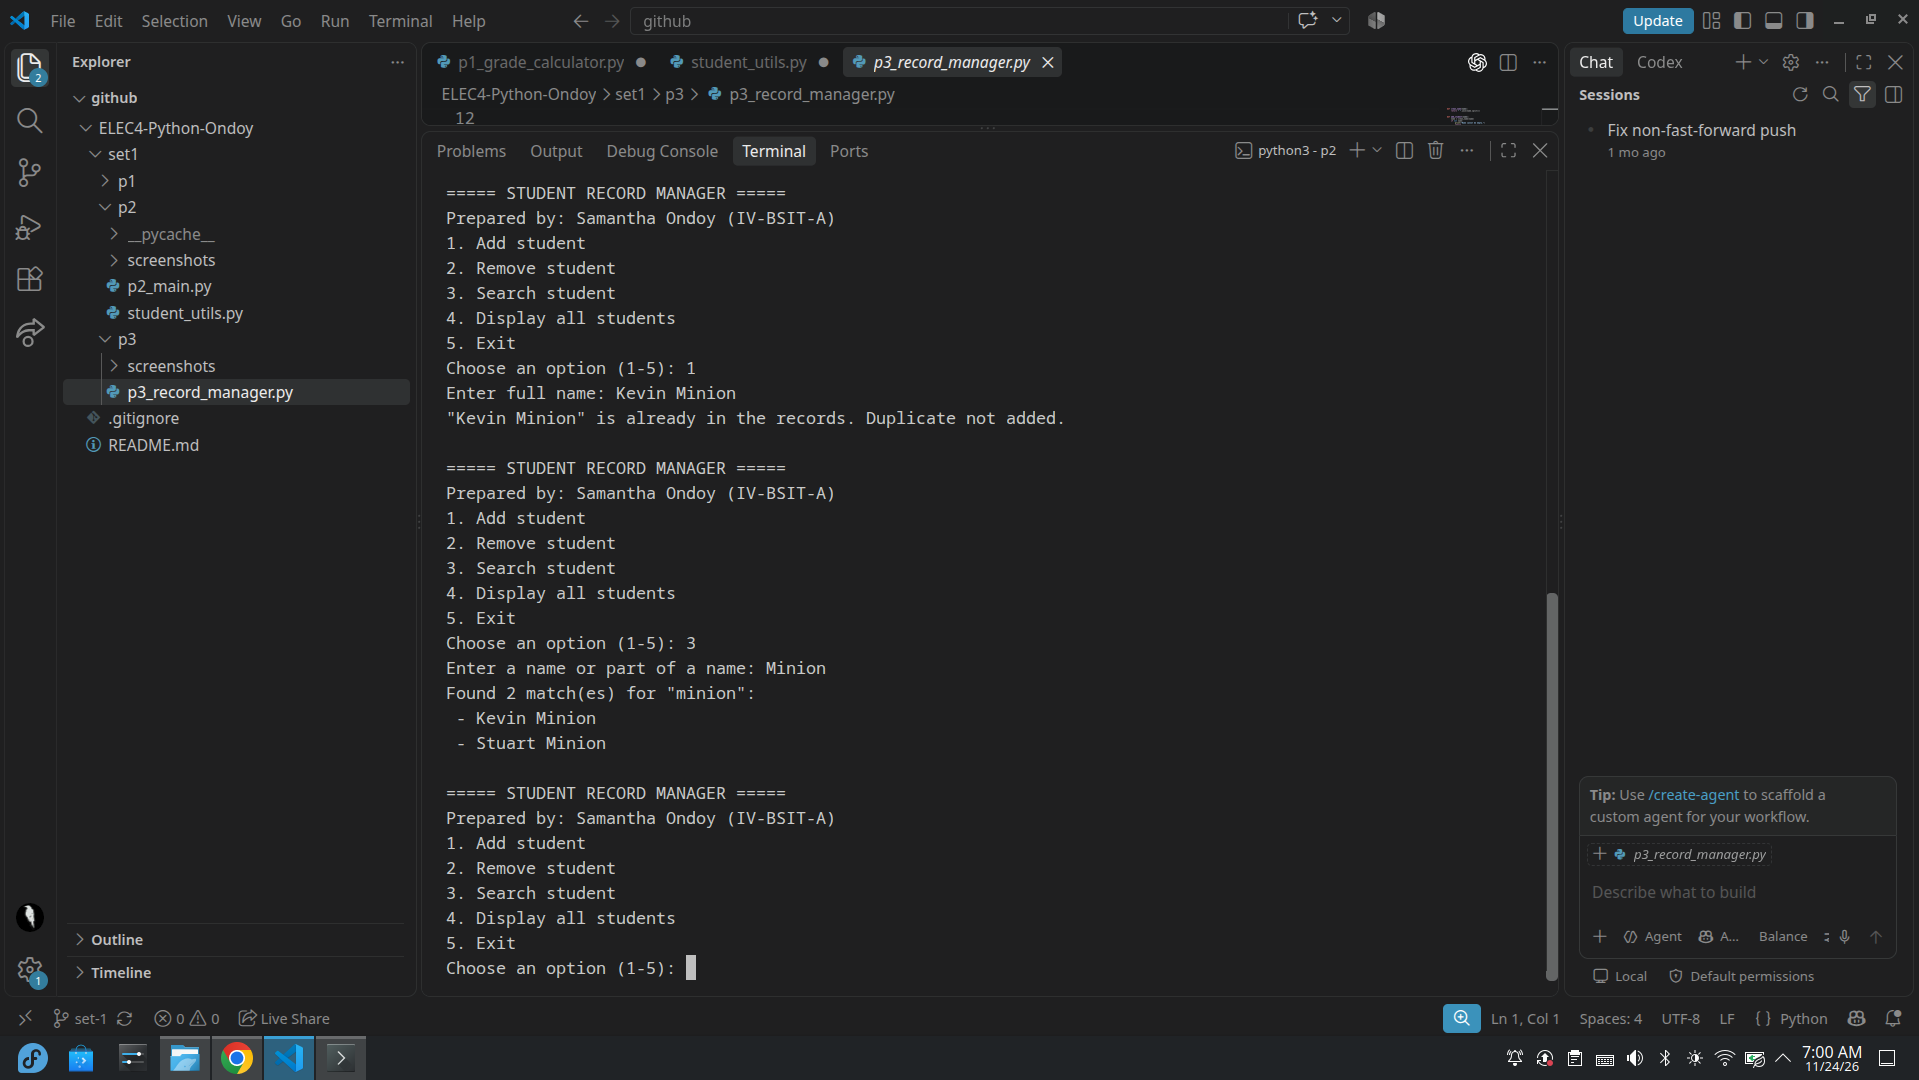 File Edit Selection View Go Run Terminal Help
github
Update
Explorer
github
ELEC4-Python-Ondoy
set1
p1
p2
__pycache__
screenshots
p2_main.py
student_utils.py
p3
screenshots
p3_record_manager.py
.gitignore
README.md
Outline
Timeline
2
1
p1_grade_calculator.py
student_utils.py
p3_record_manager.py
ELEC4-Python-Ondoy > set1 > p3 > p3_record_manager.py
12
Problems Output Debug Console Terminal Ports
python3 - p2
===== STUDENT RECORD MANAGER =====
Prepared by: Samantha Ondoy (IV-BSIT-A)
1. Add student
2. Remove student
3. Search student
4. Display all students
5. Exit
Choose an option (1-5): 1
Enter full name: Kevin Minion
"Kevin Minion" is already in the records. Duplicate not added.
===== STUDENT RECORD MANAGER =====
Prepared by: Samantha Ondoy (IV-BSIT-A)
1. Add student
2. Remove student
3. Search student
4. Display all students
5. Exit
Choose an option (1-5): 3
Enter a name or part of a name: Minion
Found 2 match(es) for "minion":
- Kevin Minion
- Stuart Minion
===== STUDENT RECORD MANAGER =====
Prepared by: Samantha Ondoy (IV-BSIT-A)
1. Add student
2. Remove student
3. Search student
4. Display all students
5. Exit
Choose an option (1-5):
Chat Codex
Sessions
Fix non-fast-forward push
1 mo ago
Tip: Use /create-agent to scaffold a
custom agent for your workflow.
p3_record_manager.py
Describe what to build
Agent A... Balance
Local Default permissions
set-1 0 0 Live Share
Ln 1, Col 1 Spaces: 4 UTF-8 LF { } Python
7:00 AM
11/24/26